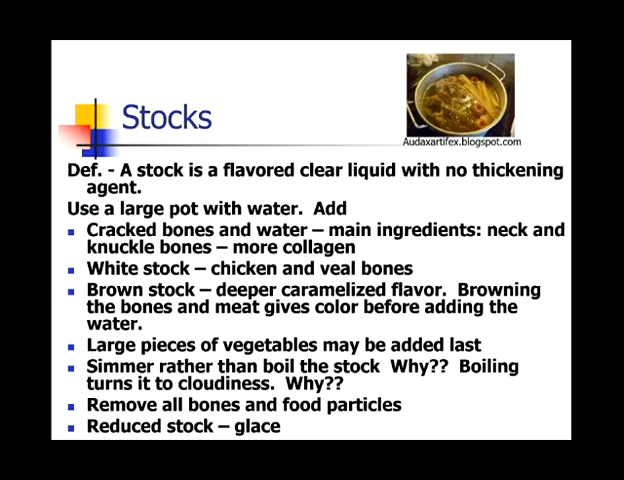 Stocks
Audaxartifex.blogspot.com
Def. - A stock is a flavored clear liquid with no thickening
agent.
Use a large pot with water.  Add
Cracked bones and water – main ingredients: neck and
knuckle bones – more collagen
White stock – chicken and veal bones
Brown stock – deeper caramelized flavor.  Browning
the bones and meat gives color before adding the
water.
Large pieces of vegetables may be added last
Simmer rather than boil the stock  Why??  Boiling
turns it to cloudiness.  Why??
Remove all bones and food particles
Reduced stock – glace